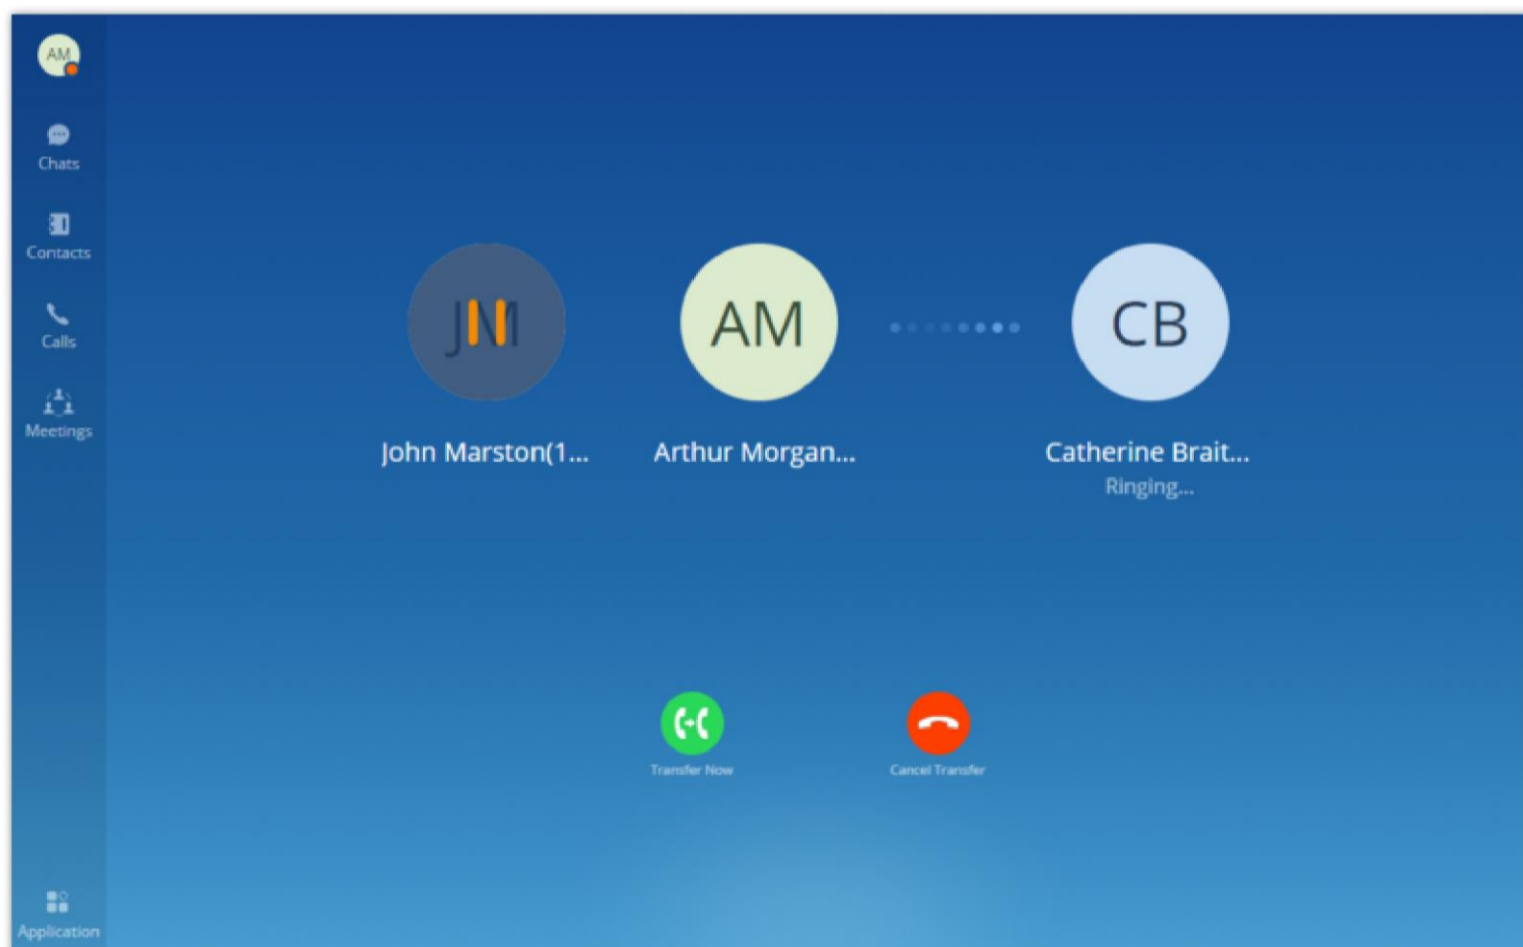 AM
Chats
Contacts
Calls
Meetings
Application
JM
AM
CB
John Marston(1...
Arthur Morgan...
Catherine Brait...
Ringing...
Transfer Now
Cancel Transfer